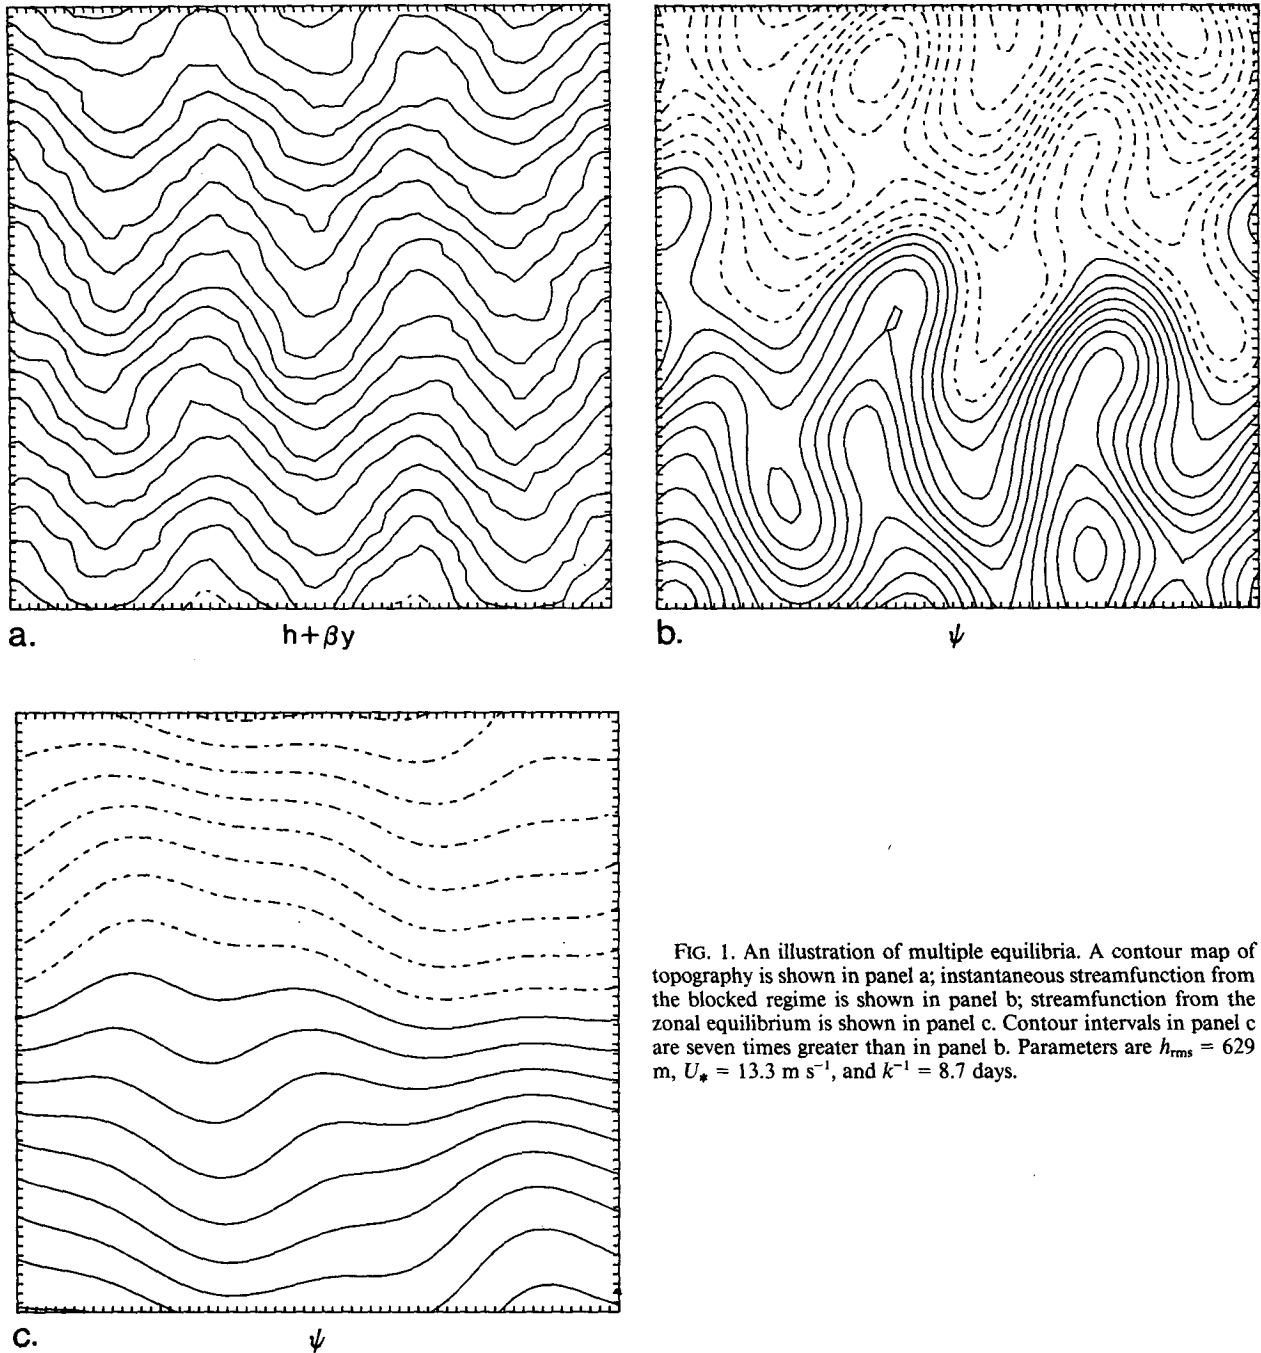 a.
h+βy
b.
ψ
c.
ψ
FIG. 1. An illustration of multiple equilibria. A contour map of
topography is shown in panel a; instantaneous streamfunction from
the blocked regime is shown in panel b; streamfunction from the
zonal equilibrium is shown in panel c. Contour intervals in panel c
are seven times greater than in panel b. Parameters are hrms = 629
m, U* = 13.3 m s⁻¹, and k⁻¹ = 8.7 days.